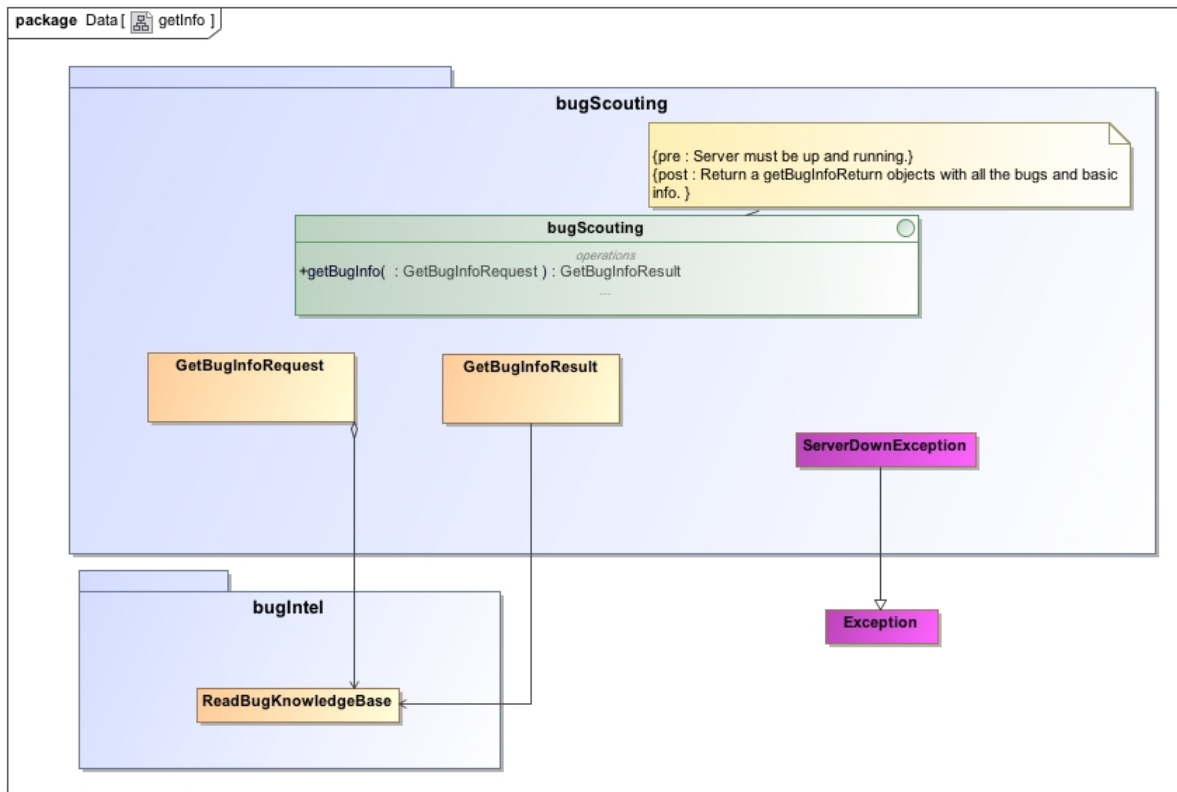 package Data [ getInfo ]
bugScouting
{pre : Server must be up and running.}
{post : Return a getBugInfoReturn objects with all the bugs and basic
info. }
bugScouting
operations
+getBugInfo( : GetBugInfoRequest ) : GetBugInfoResult
...
GetBugInfoRequest
GetBugInfoResult
ServerDownException
bugIntel
Exception
ReadBugKnowledgeBase